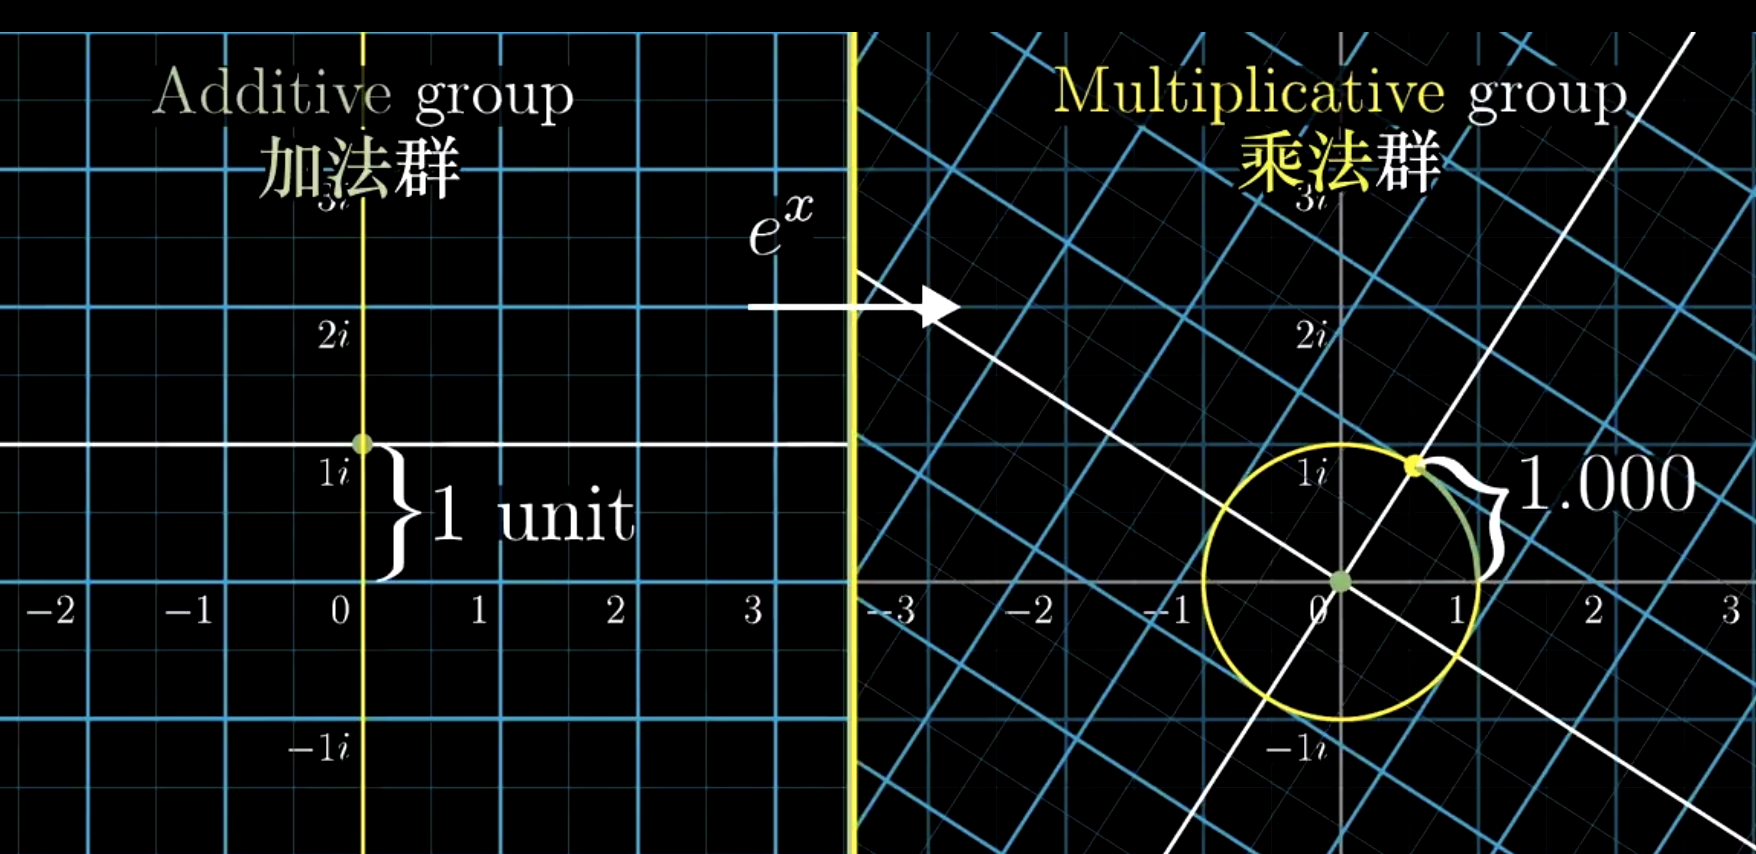 Additive group
加法群
3i
2i
1i
-1i
-2 -1 0 1 2 3
1 unit
e^x
Multiplicative group
乘法群
3i
2i
1i
-1i
-3 -2 -1 0 1 2 3
1.000